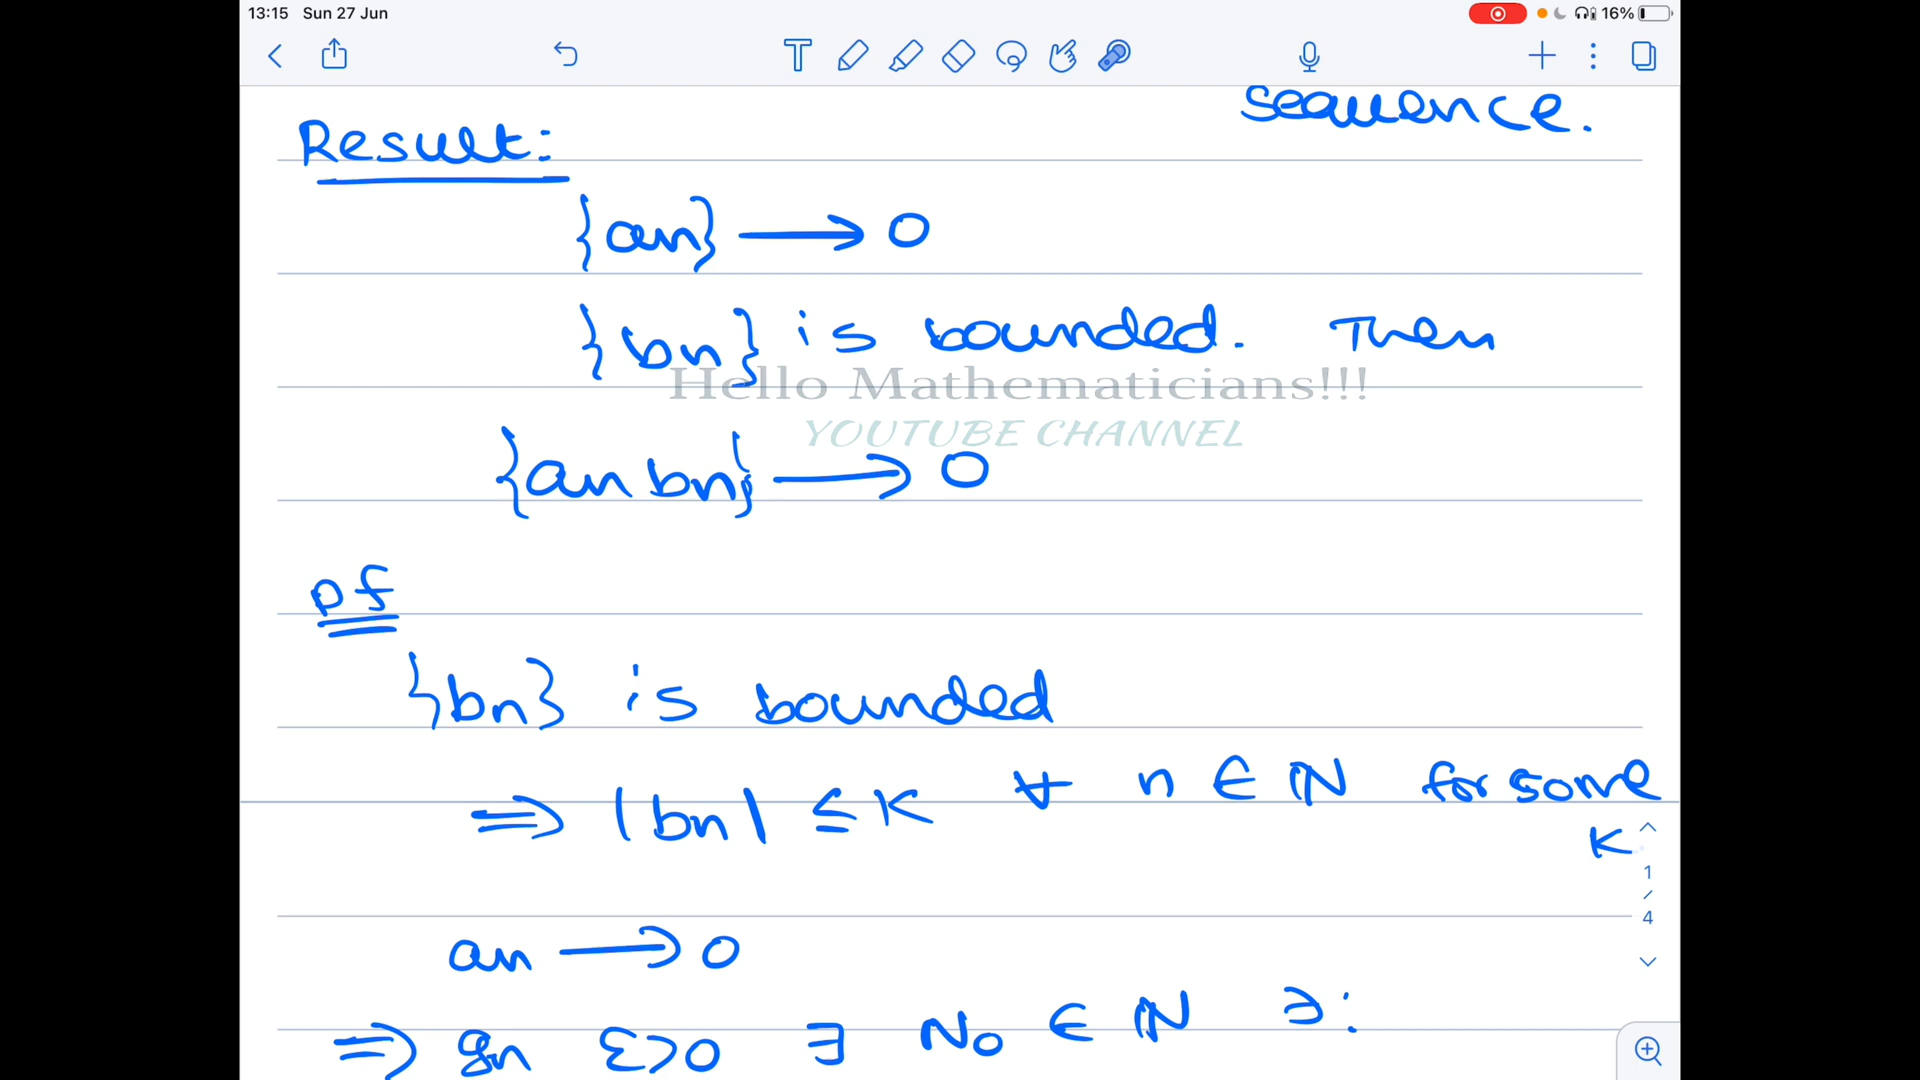 13:15 Sun 27 Jun 16%
sequence.
Result:
{an} ⟶ 0
{bn} is bounded. Then
Hello Mathematicians!!!
YOUTUBE CHANNEL
{an bn} ⟶ 0
pf
{bn} is bounded
⟹ |bn| ≤ K ∀ n ∈ ℕ for some
K
1
/
4
an ⟶ 0
⟹ gn ε>0 ∃ N₀ ∈ ℕ ∋: